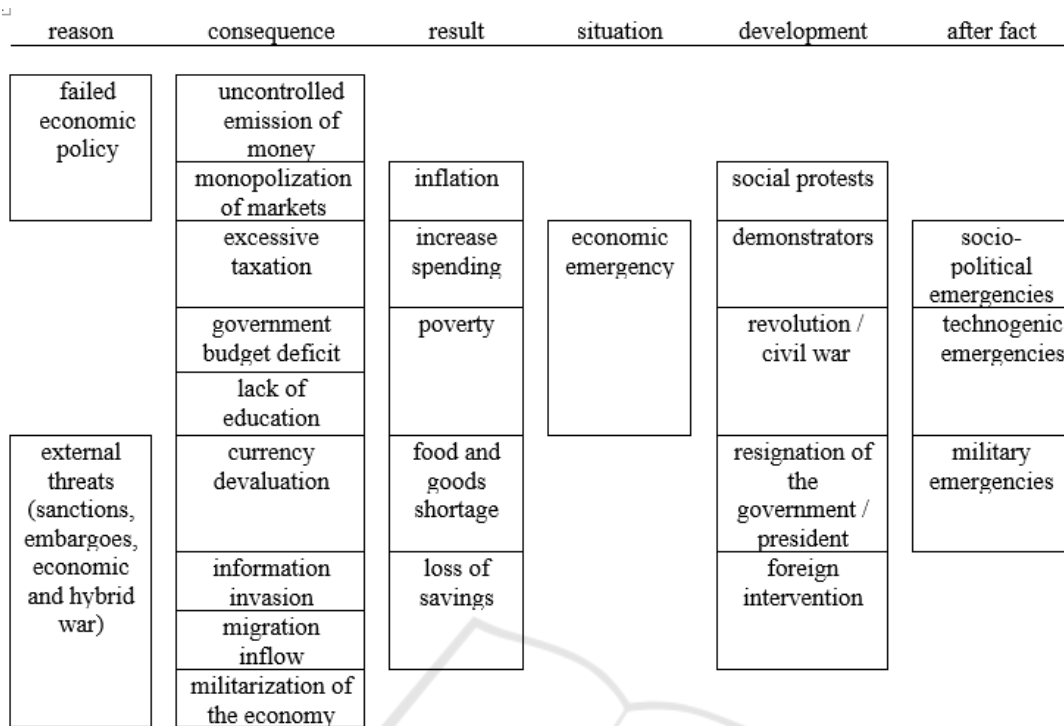 reason consequence result situation development after fact
failed
economic
policy
uncontrolled
emission of
money
monopolization
of markets
inflation
social protests
excessive
taxation
increase
spending
economic
emergency
demonstrators
socio-
political
emergencies
government
budget deficit
poverty
revolution /
civil war
technogenic
emergencies
lack of
education
external
threats
(sanctions,
embargoes,
economic
and hybrid
war)
currency
devaluation
food and
goods
shortage
resignation of
the
government /
president
military
emergencies
information
invasion
loss of
savings
foreign
intervention
migration
inflow
militarization of
the economy